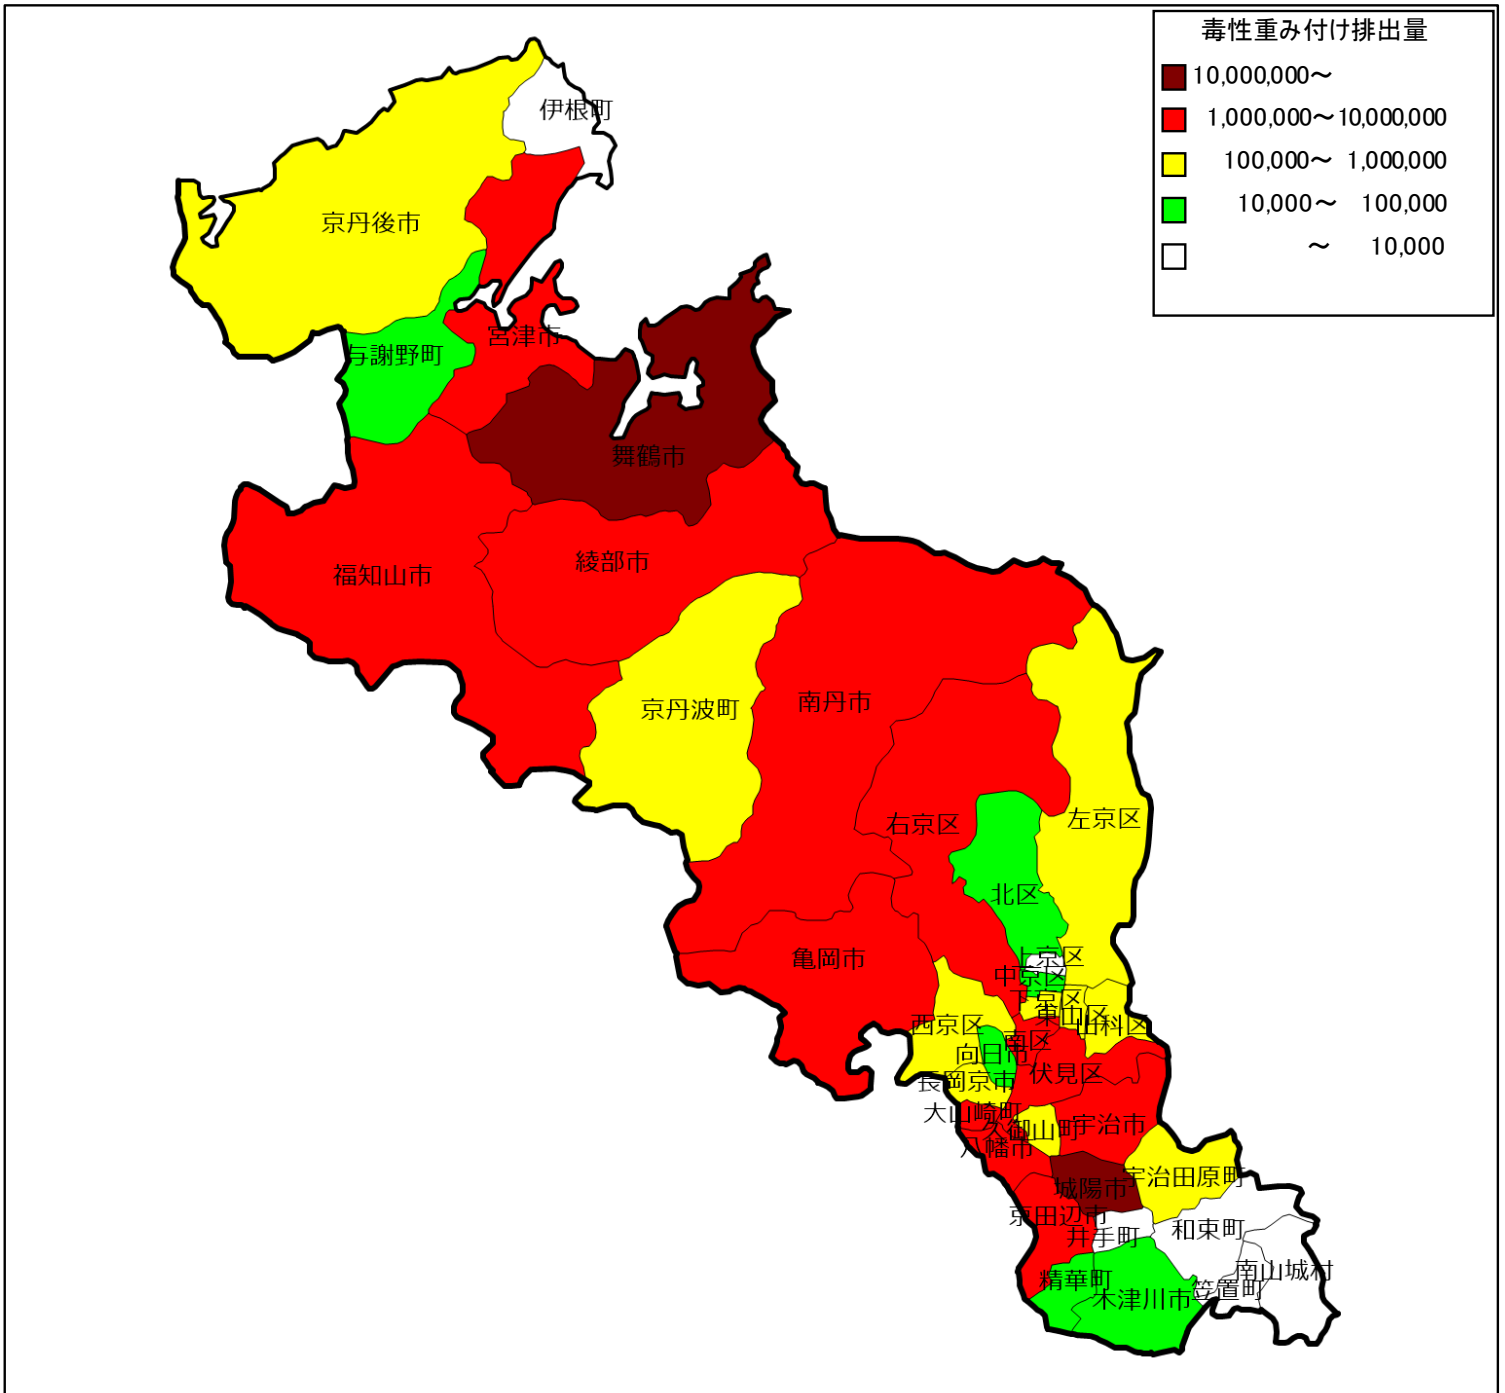 毒性重み付け排出量
10,000,000～
1,000,000～10,000,000
100,000～ 1,000,000
10,000～ 100,000
～ 10,000
伊根町
京丹後市
宮津市
与謝野町
舞鶴市
綾部市
福知山市
南丹市
京丹波町
左京区
右京区
北区
上京区
亀岡市
中京区
下京区
東山区
山科区
西京区
南区
向日市
伏見区
長岡京市
大山崎町
宇治市
久御山町
八幡市
宇治田原町
城陽市
京田辺市
和束町
井手町
南山城村
精華町
笠置町
木津川市